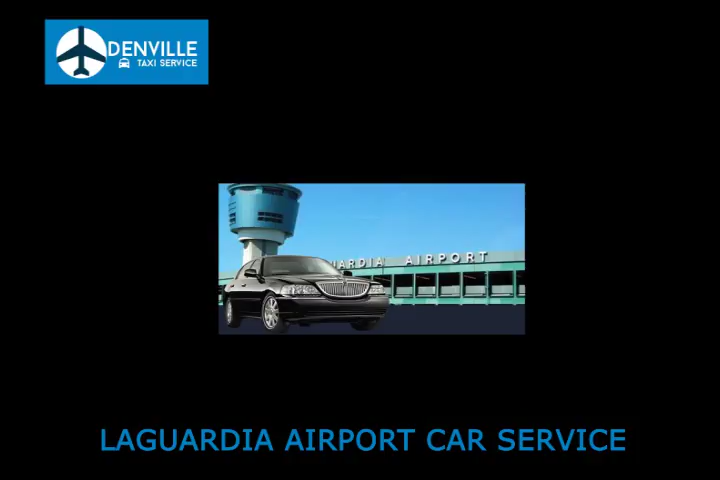 DENVILLE
TAXI SERVICE
AIRPORT
LAGUARDIA AIRPORT CAR SERVICE